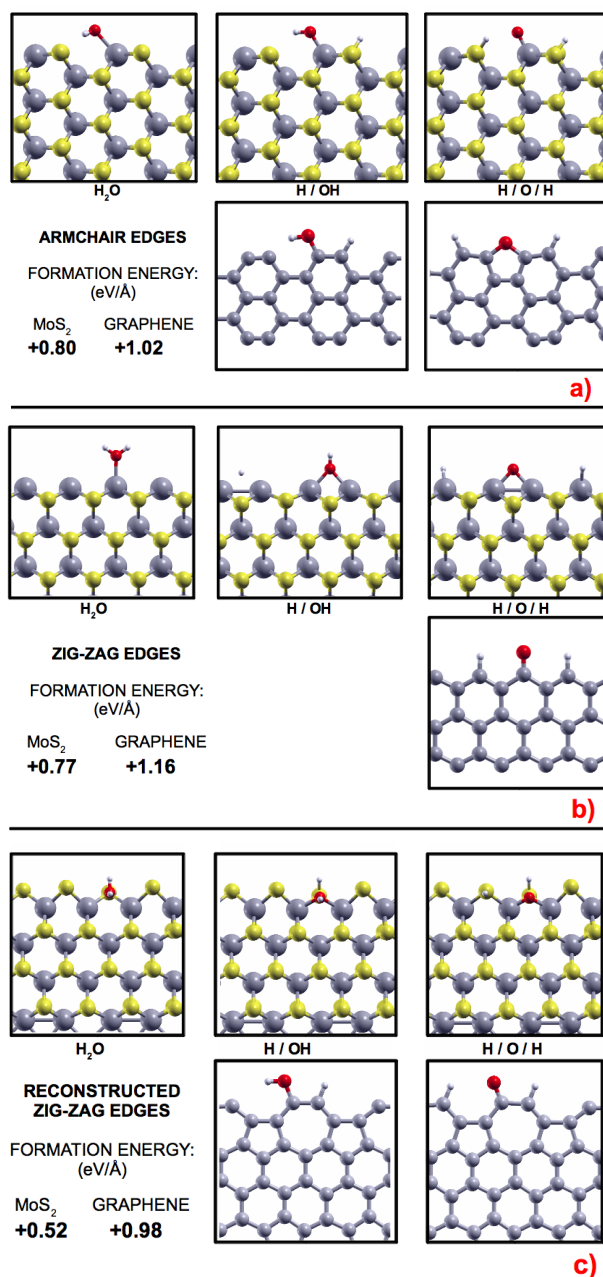 H₂O
H / OH
H / O / H
ARMCHAIR EDGES
FORMATION ENERGY:
(eV/Å)
MoS₂ GRAPHENE
+0.80 +1.02
a)
H₂O
H / OH
H / O / H
ZIG-ZAG EDGES
FORMATION ENERGY:
(eV/Å)
MoS₂ GRAPHENE
+0.77 +1.16
b)
H₂O
H / OH
H / O / H
RECONSTRUCTED
ZIG-ZAG EDGES
FORMATION ENERGY:
(eV/Å)
MoS₂ GRAPHENE
+0.52 +0.98
c)